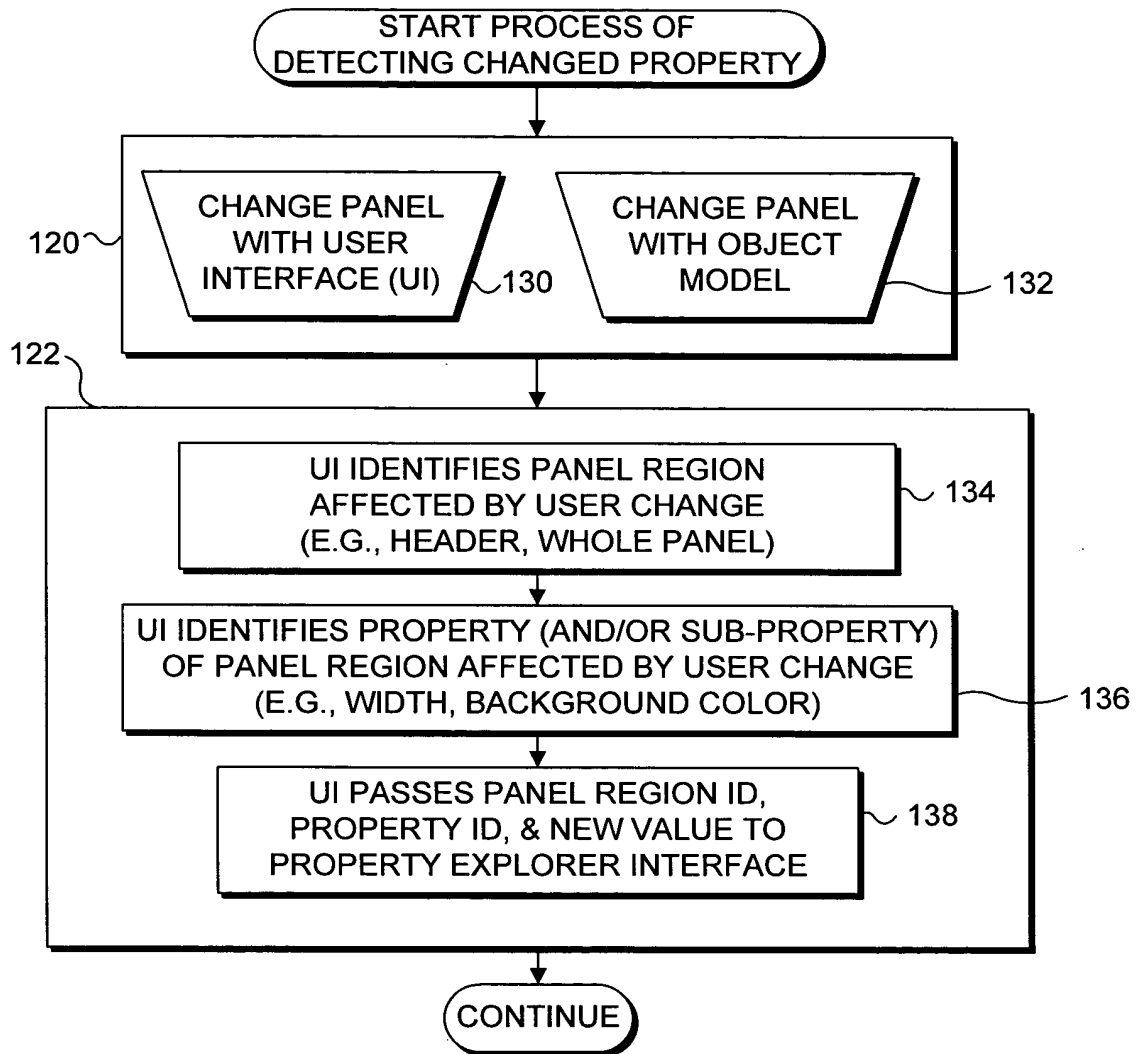 START PROCESS OF
DETECTING CHANGED PROPERTY
120
CHANGE PANEL
WITH USER
INTERFACE (UI)
130
CHANGE PANEL
WITH OBJECT
MODEL
132
122
UI IDENTIFIES PANEL REGION
AFFECTED BY USER CHANGE
(E.G., HEADER, WHOLE PANEL)
134
UI IDENTIFIES PROPERTY (AND/OR SUB-PROPERTY)
OF PANEL REGION AFFECTED BY USER CHANGE
(E.G., WIDTH, BACKGROUND COLOR)
136
UI PASSES PANEL REGION ID,
PROPERTY ID, & NEW VALUE TO
PROPERTY EXPLORER INTERFACE
138
CONTINUE